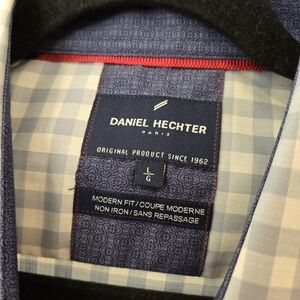 DANIEL HECHTER
PARIS
ORIGINAL PRODUCT SINCE 1962
L
G
MODERN FIT/COUPE MODERNE
NON IRON/SANS REPASSAGE